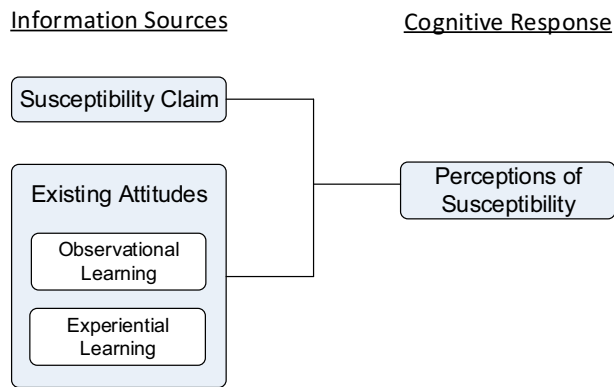 Information Sources
Cognitive Response
Susceptibility Claim
Existing Attitudes
Observational
Learning
Experiential
Learning
Perceptions of
Susceptibility